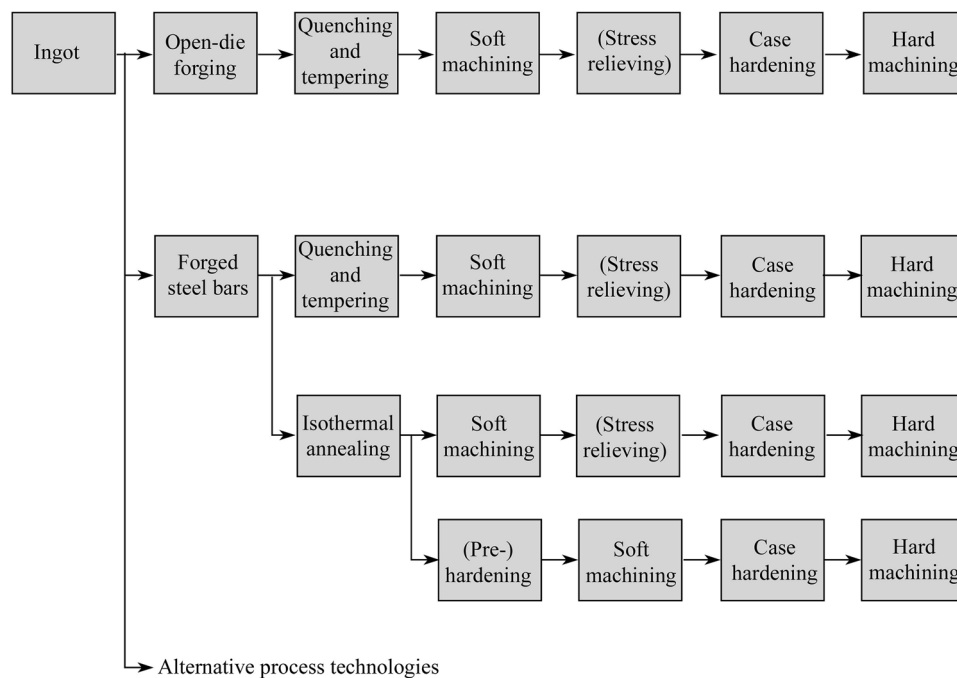 Ingot
Open-die
forging
Quenching
and
tempering
Soft
machining
(Stress
relieving)
Case
hardening
Hard
machining
Forged
steel bars
Quenching
and
tempering
Soft
machining
(Stress
relieving)
Case
hardening
Hard
machining
Isothermal
annealing
Soft
machining
(Stress
relieving)
Case
hardening
Hard
machining
(Pre-)
hardening
Soft
machining
Case
hardening
Hard
machining
Alternative process technologies